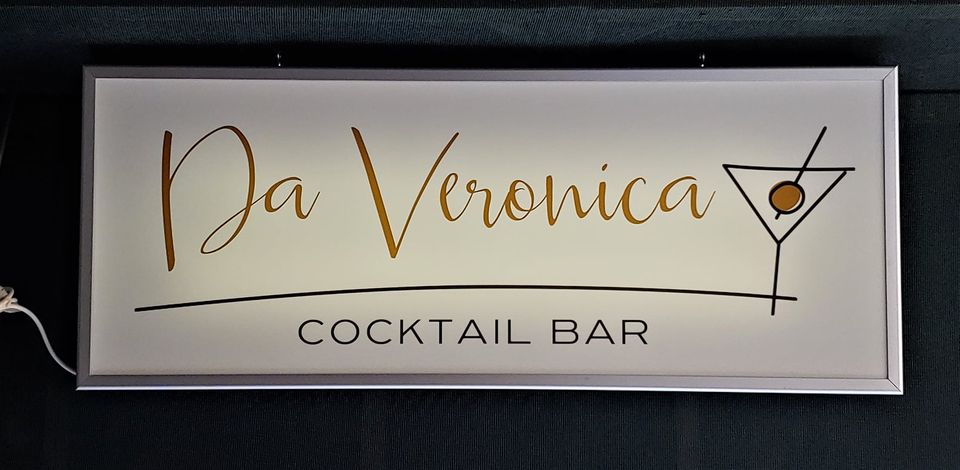 Da Veronica
COCKTAIL BAR